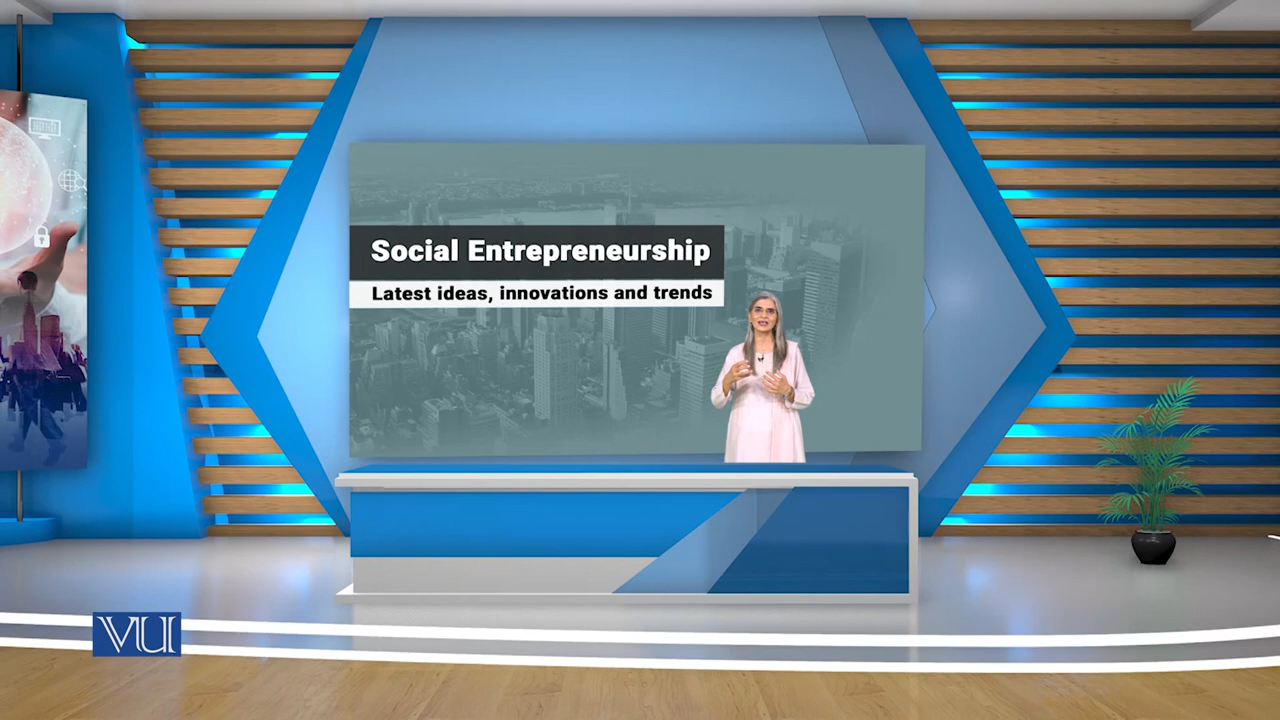 Social Entrepreneurship
Latest ideas, innovations and trends
VU